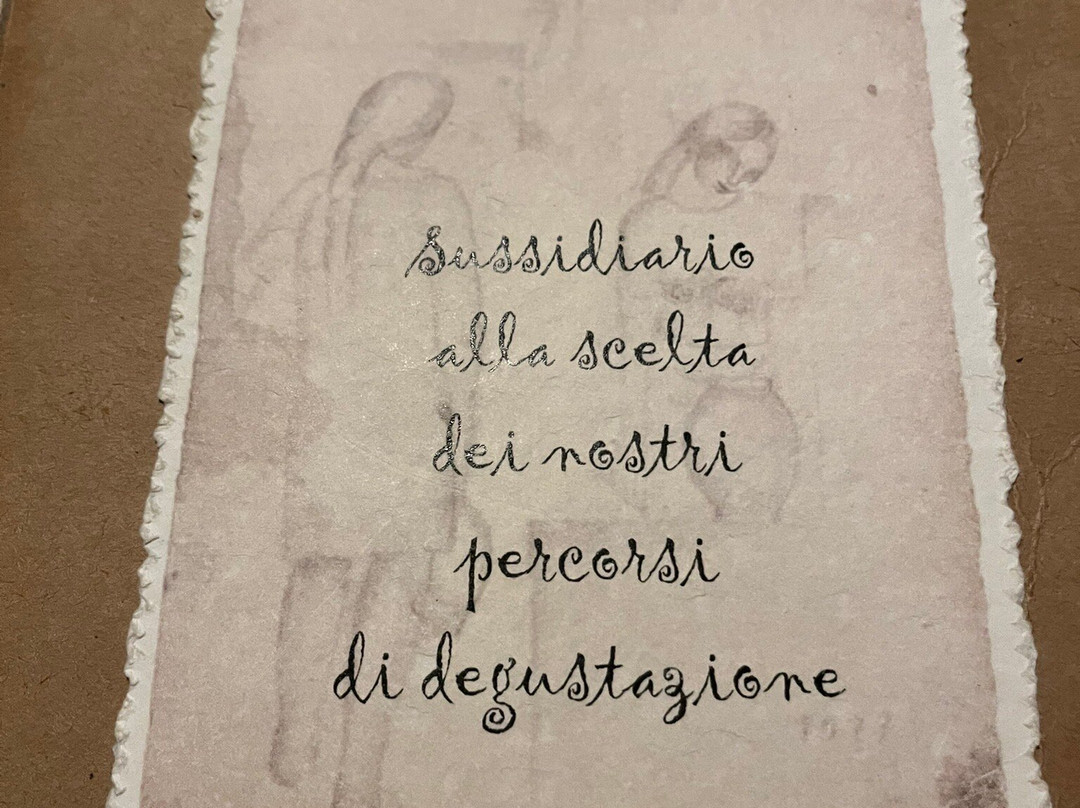 sussidiario
alla scelta
dei nostri
percorsi
di degustazione